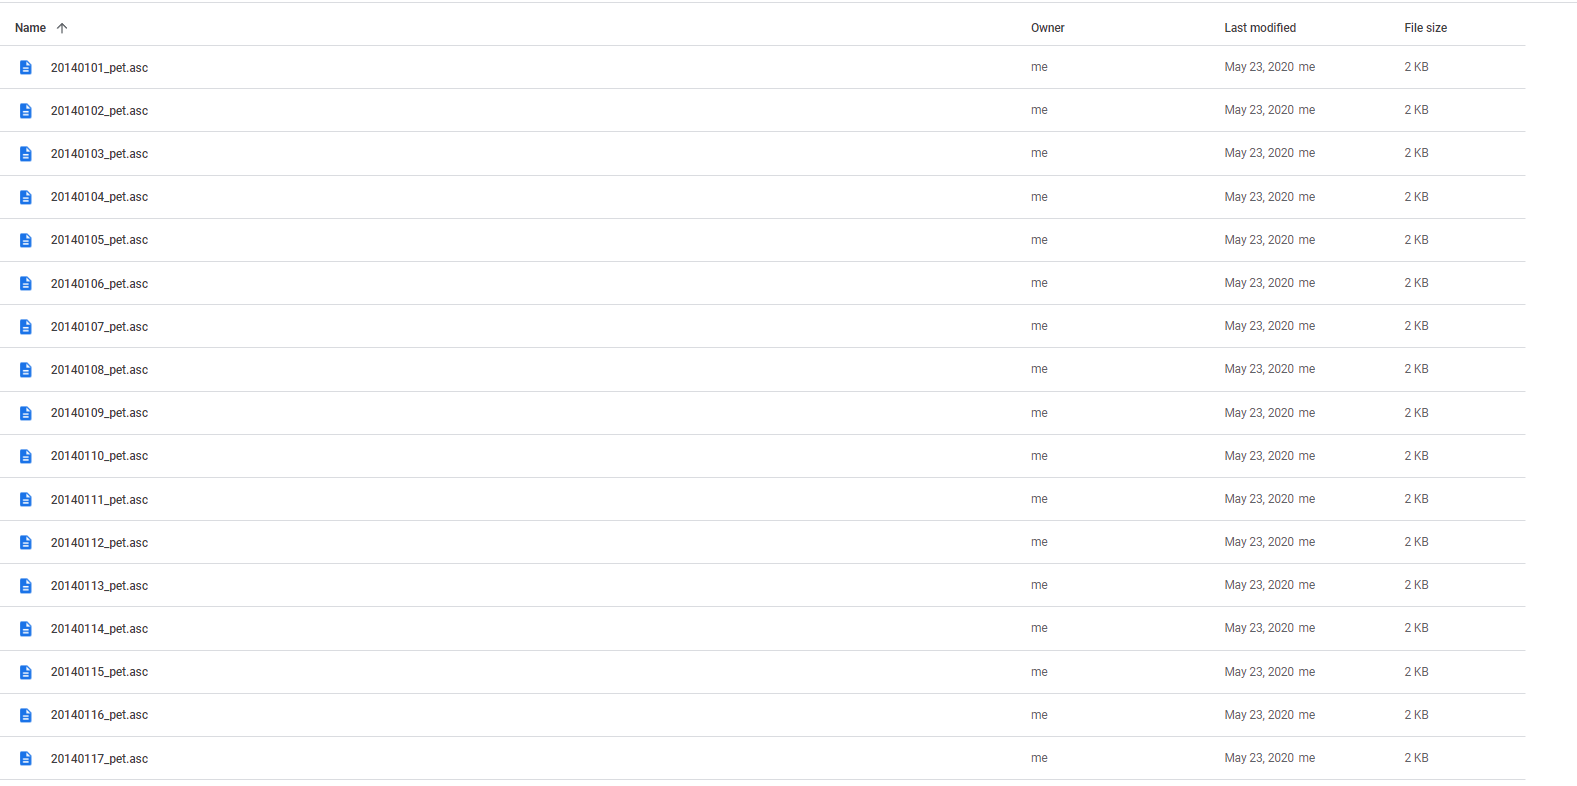 Name Owner Last modified File size
20140101_pet.asc me May 23, 2020 me 2 KB
20140102_pet.asc me May 23, 2020 me 2 KB
20140103_pet.asc me May 23, 2020 me 2 KB
20140104_pet.asc me May 23, 2020 me 2 KB
20140105_pet.asc me May 23, 2020 me 2 KB
20140106_pet.asc me May 23, 2020 me 2 KB
20140107_pet.asc me May 23, 2020 me 2 KB
20140108_pet.asc me May 23, 2020 me 2 KB
20140109_pet.asc me May 23, 2020 me 2 KB
20140110_pet.asc me May 23, 2020 me 2 KB
20140111_pet.asc me May 23, 2020 me 2 KB
20140112_pet.asc me May 23, 2020 me 2 KB
20140113_pet.asc me May 23, 2020 me 2 KB
20140114_pet.asc me May 23, 2020 me 2 KB
20140115_pet.asc me May 23, 2020 me 2 KB
20140116_pet.asc me May 23, 2020 me 2 KB
20140117_pet.asc me May 23, 2020 me 2 KB